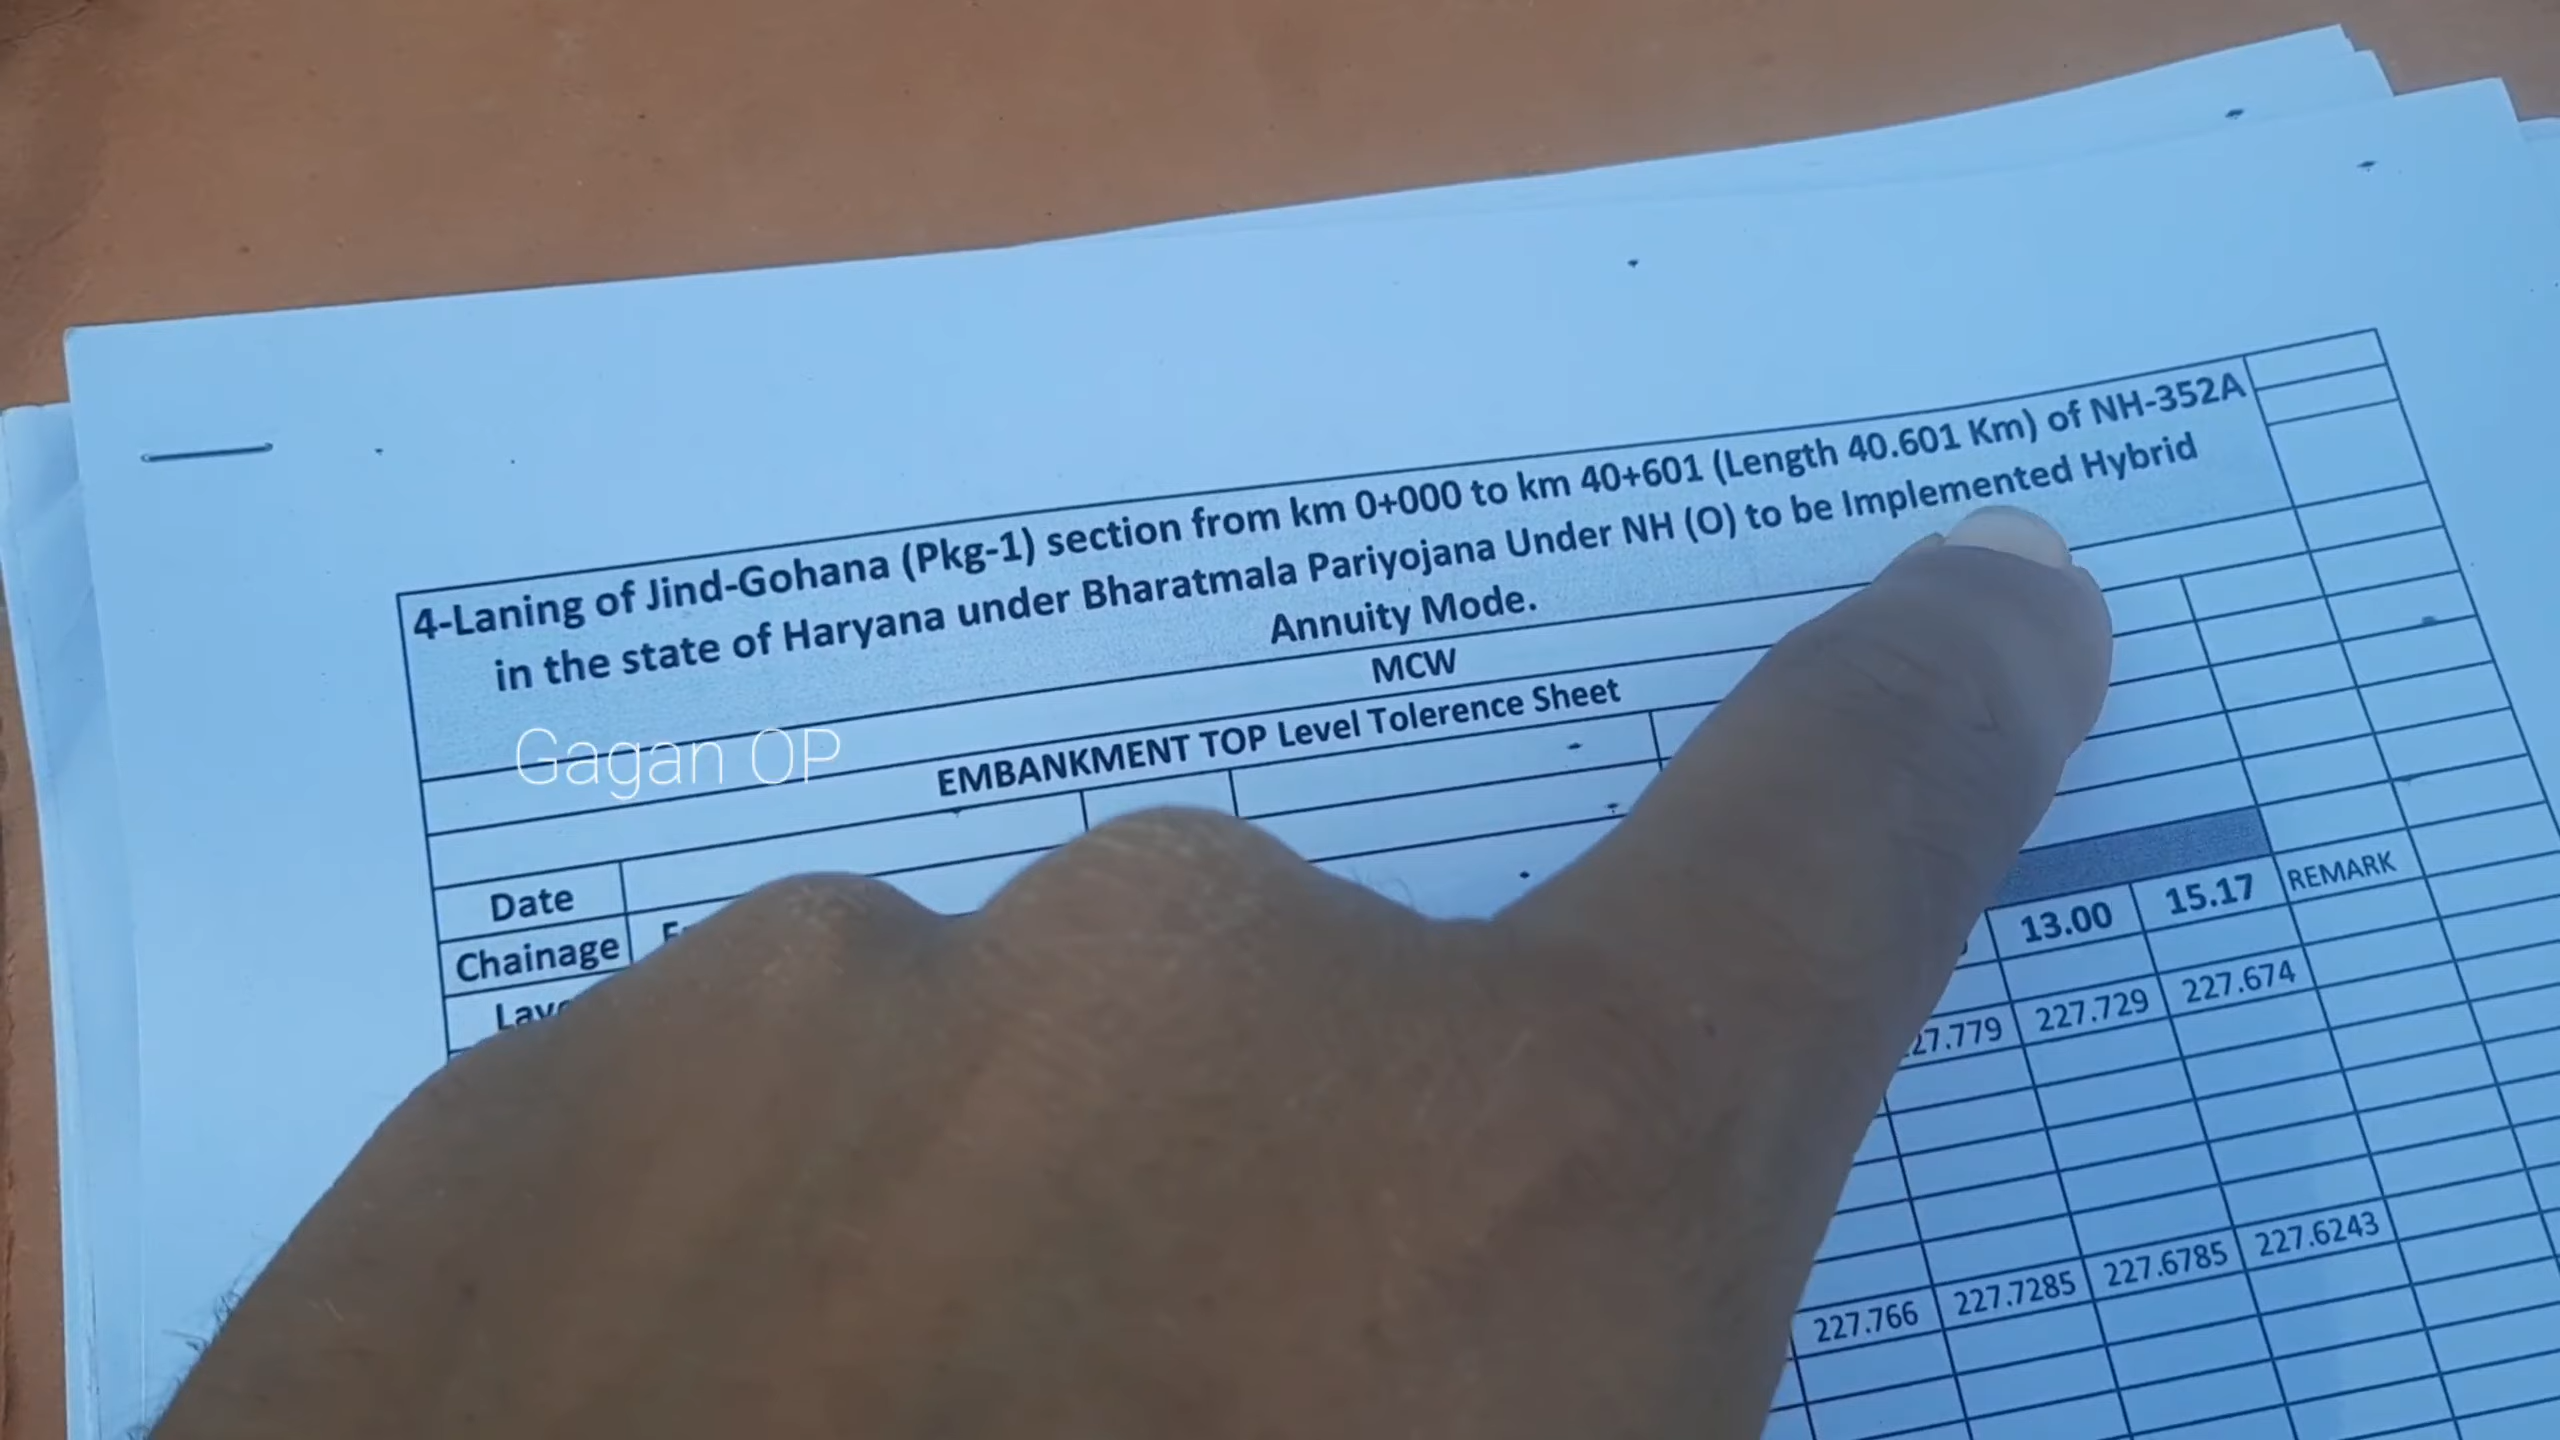 4-Laning of Jind-Gohana (Pkg-1) section from km 0+000 to km 40+601 (Length 40.601 Km) of NH-352A
in the state of Haryana under Bharatmala Pariyojana Under NH (O) to be Implemented Hybrid
Annuity Mode.
MCW
EMBANKMENT TOP Level Tolerence Sheet
Gagan OP
Date
Chainage
13.00 15.17 REMARK
227.729 227.674
227.766 227.7285 227.6785 227.6243